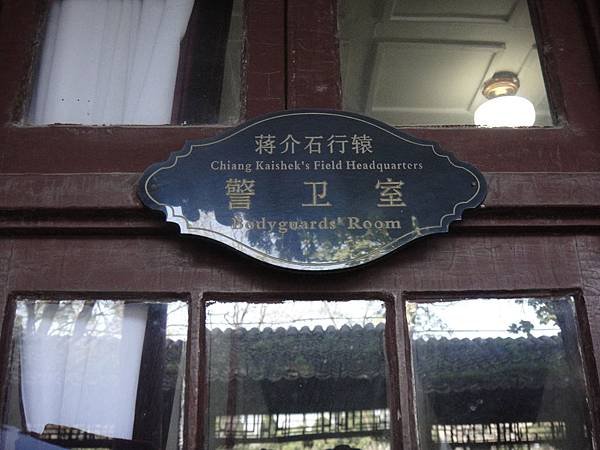 蒋介石行辕
Chiang Kaishek's Field Headquarters
警卫室
Bodyguards' Room